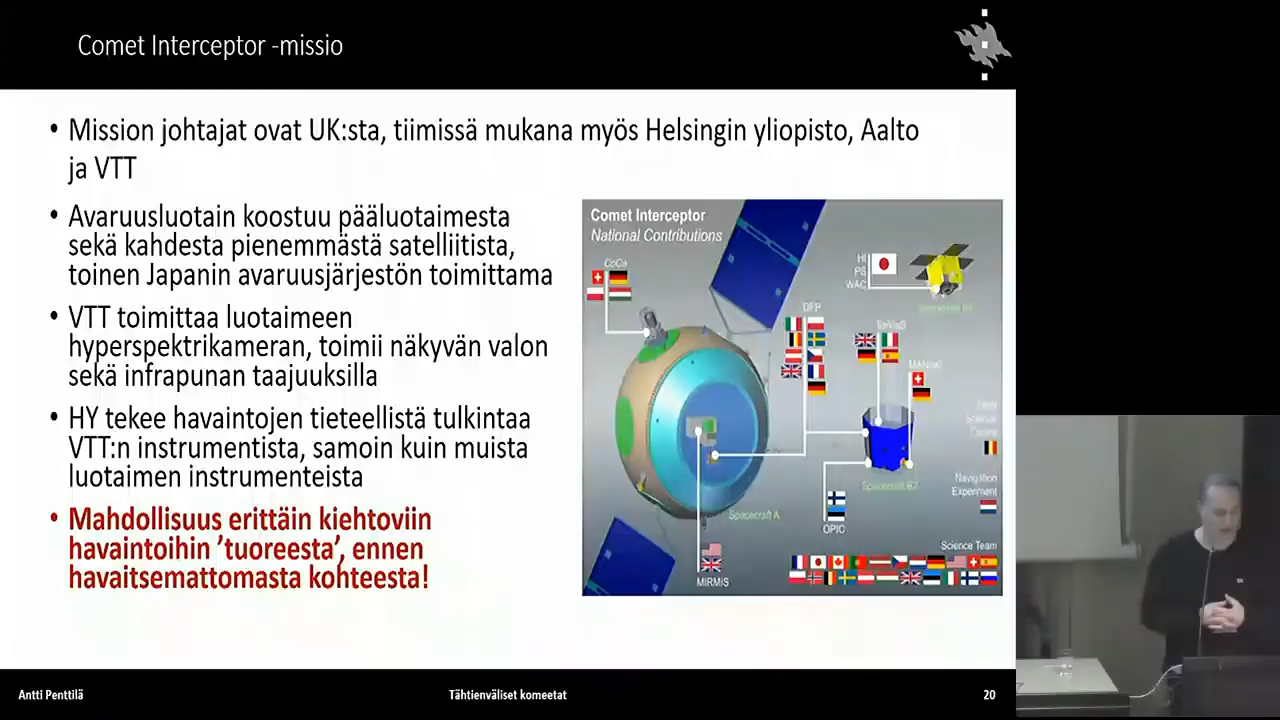 Comet Interceptor -missio
• Mission johtajat ovat UK:sta, tiimissä mukana myös Helsingin yliopisto, Aalto
ja VTT
• Avaruusluotain koostuu pääluotaimesta
sekä kahdesta pienemmästä satelliitista,
toinen Japanin avaruusjärjestön toimittama
• VTT toimittaa luotaimeen
hyperspektrikameran, toimii näkyvän valon
sekä infrapunan taajuuksilla
• HY tekee havaintojen tieteellistä tulkintaa
VTT:n instrumentista, samoin kuin muista
luotaimen instrumenteista
• Mahdollisuus erittäin kiehtoviin
havaintoihin ’tuoreesta’, ennen
havaitsemattomasta kohteesta!
Comet Interceptor
National Contributions
CoCa
HI
PS
WAC
DFP
EnVisS
MANiaC
Spacecraft A
Spacecraft B2
Navigation
Experiment
OPIC
MIRMIS
Science Team
Antti Penttilä
Tähtienväliset komeetat
20